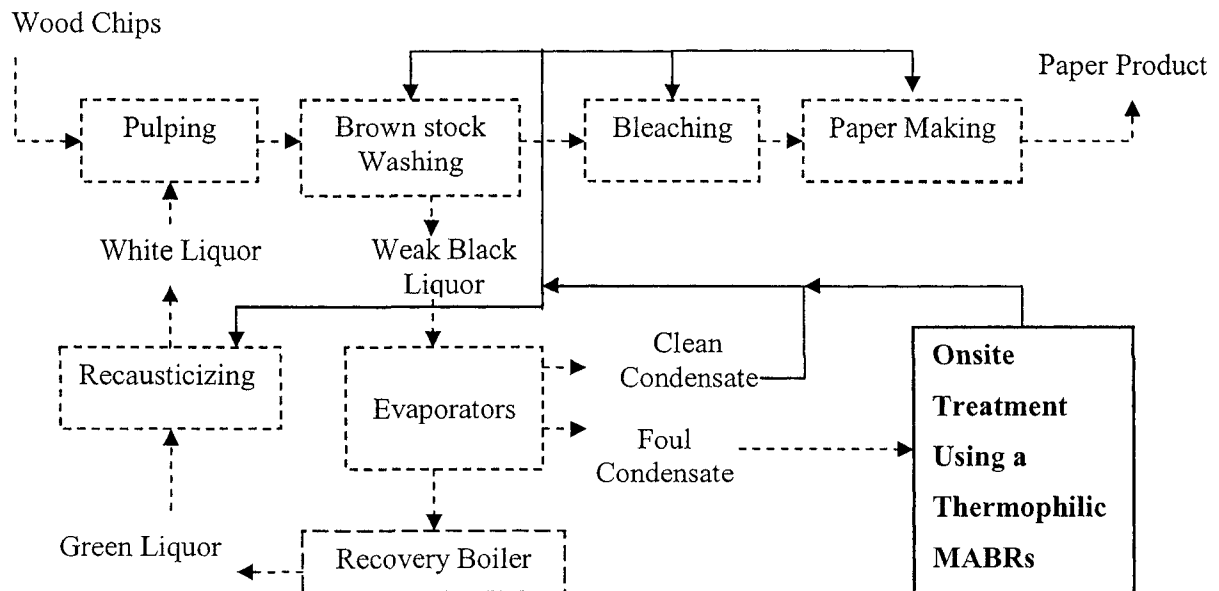 Wood Chips
Paper Product
Pulping
Brown stock
Washing
Bleaching
Paper Making
White Liquor
Weak Black
Liquor
Recausticizing
Evaporators
Clean
Condensate
Foul
Condensate
Onsite
Treatment
Using a
Thermophilic
MABRs
Green Liquor
Recovery Boiler